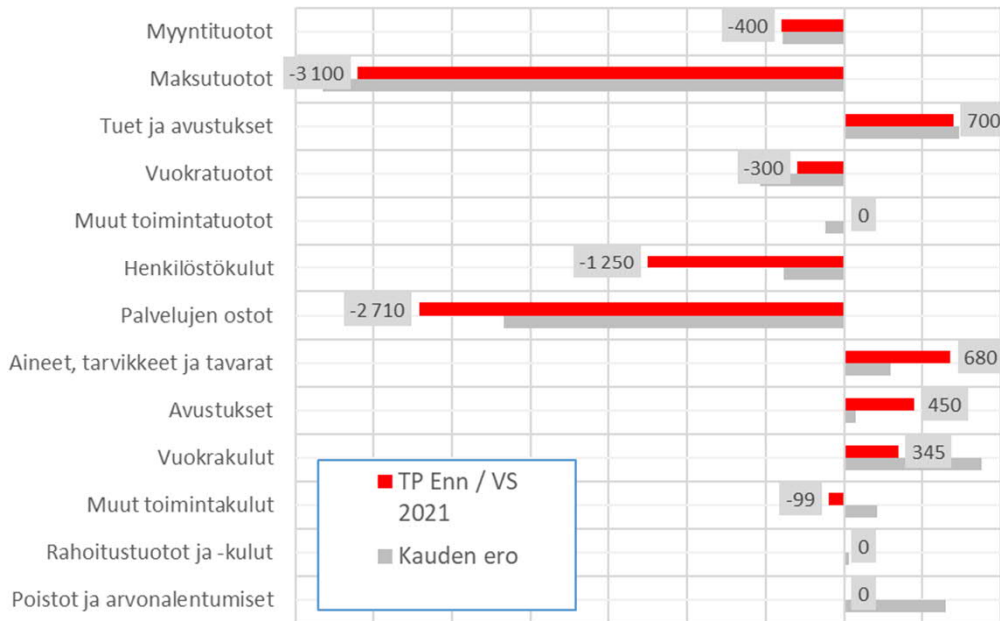 Myyntituotot
-400
Maksutuotot
-3 100
Tuet ja avustukset
700
Vuokratuotot
-300
Muut toimintatuotot
0
Henkilöstökulut
-1 250
Palvelujen ostot
-2 710
Aineet, tarvikkeet ja tavarat
680
Avustukset
450
Vuokrakulut
345
Muut toimintakulut
-99
Rahoitustuotot ja -kulut
0
Poistot ja arvonalentumiset
0
TP Enn / VS
2021
Kauden ero